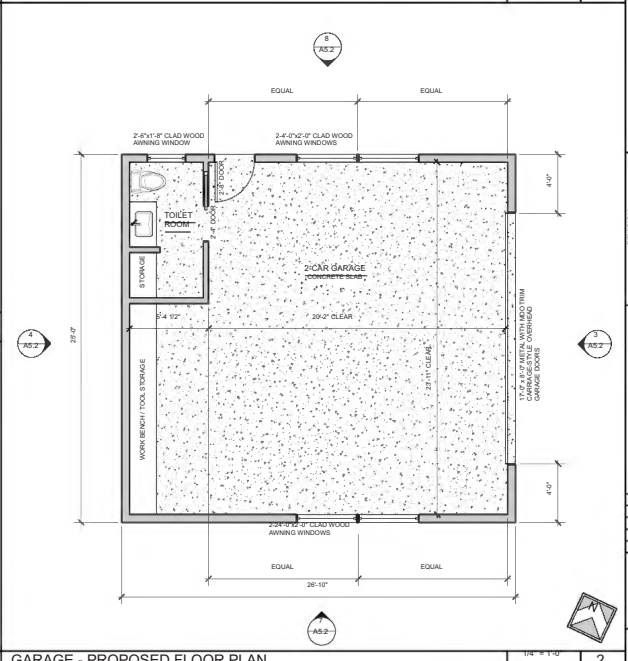 8
A5.2
EQUAL
EQUAL
2'-6"x1'-8" CLAD WOOD
AWNING WINDOW
2-4'-0"x2'-0" CLAD WOOD
AWNING WINDOWS
2'-8" DOOR
4'-0"
TOILET
ROOM
2'-4" DOOR
STORAGE
2-CAR GARAGE
CONCRETE SLAB
17'-0" x 8'-0" METAL WITH MDO TRIM
CARRIAGE-STYLE OVERHEAD
GARAGE DOORS
5'-4 1/2"
20'-2" CLEAR
4
A5.2
25'-0"
3
A5.2
23'-11" CLEAR
WORK BENCH / TOOL STORAGE
4'-0"
2-24'-0"x2'-0" CLAD WOOD
AWNING WINDOWS
EQUAL
EQUAL
26'-10"
7
A5.2
N
GARAGE - PROPOSED FLOOR PLAN
1/4" = 1'-0"
2